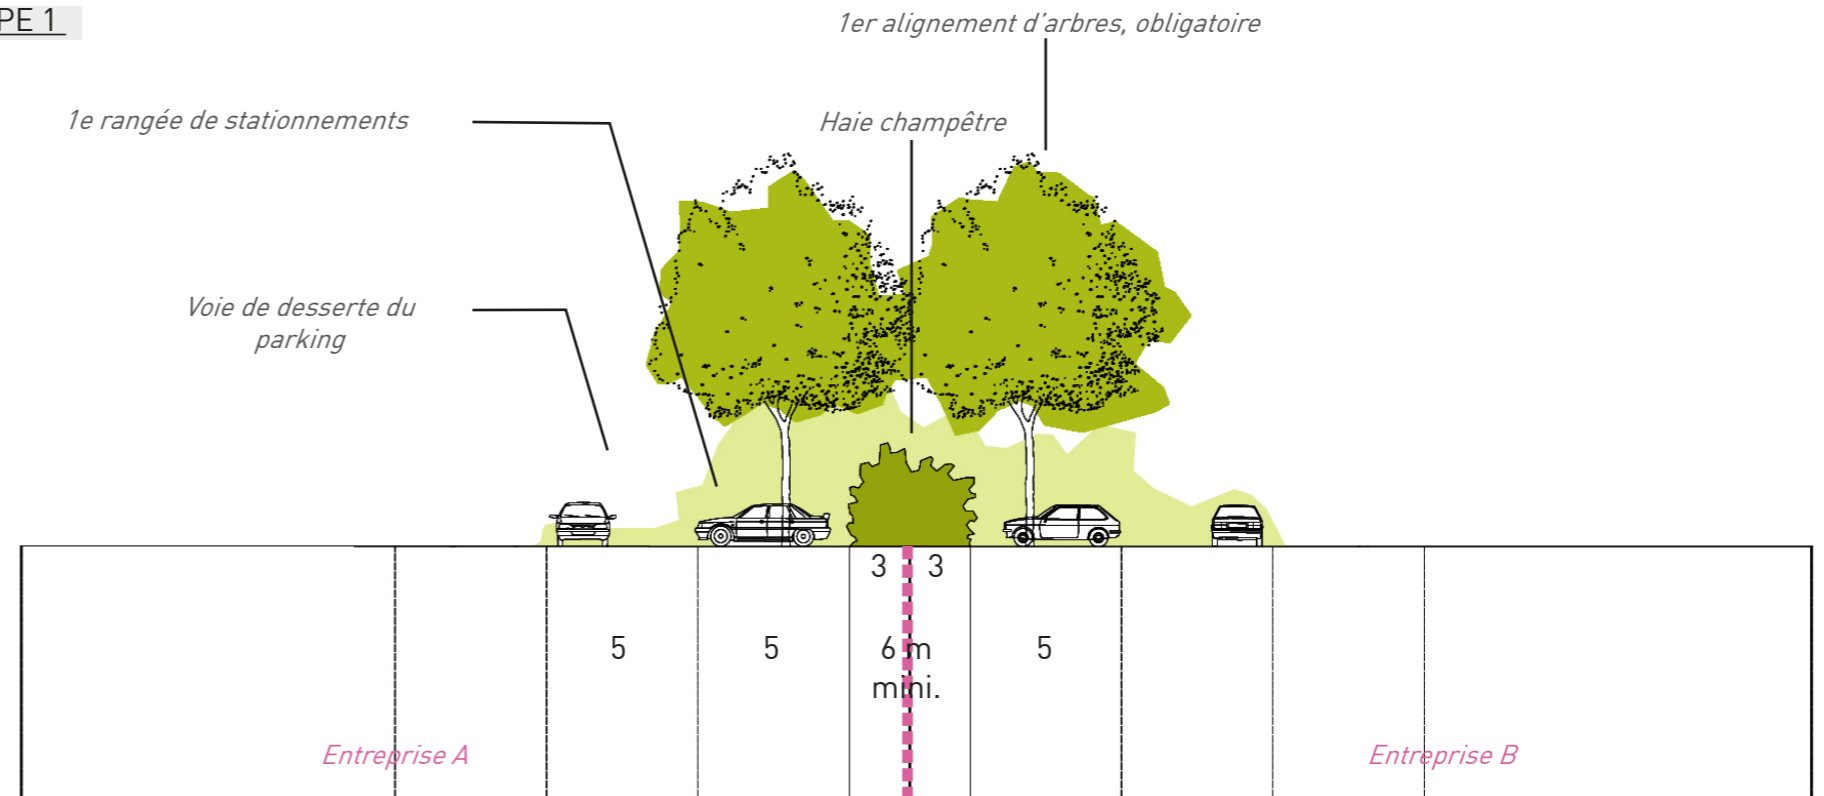 PE 1
1er alignement d'arbres, obligatoire
1e rangée de stationnements
Haie champêtre
Voie de desserte du
parking
3 3
5 5 6 m 5
mini.
Entreprise A Entreprise B